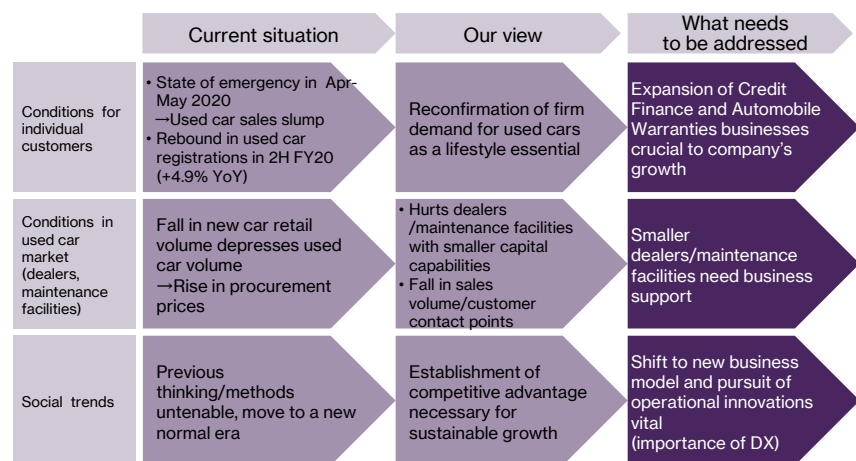 Current situation
Our view
What needs
to be addressed
Conditions for
individual
customers
• State of emergency in Apr-
May 2020
→Used car sales slump
• Rebound in used car
registrations in 2H FY20
(+4.9% YoY)
Reconfirmation of firm
demand for used cars
as a lifestyle essential
Expansion of Credit
Finance and Automobile
Warranties businesses
crucial to company's
growth
Conditions in
used car
market
(dealers,
maintenance
facilities)
Fall in new car retail
volume depresses used
car volume
→Rise in procurement
prices
• Hurts dealers
/maintenance facilities
with smaller capital
capabilities
• Fall in sales
volume/customer
contact points
Smaller
dealers/maintenance
facilities need business
support
Social trends
Previous
thinking/methods
untenable, move to a new
normal era
Establishment of
competitive advantage
necessary for
sustainable growth
Shift to new business
model and pursuit of
operational innovations
vital
(importance of DX)